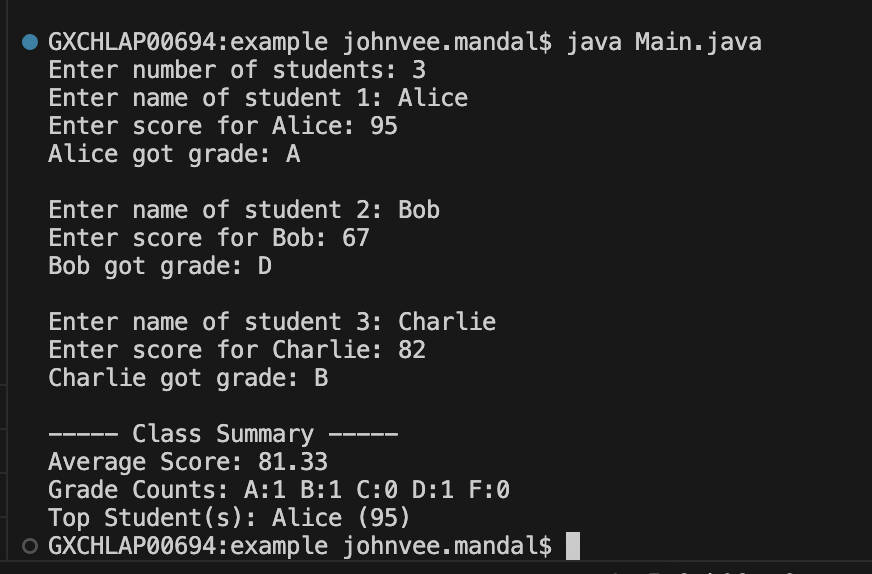 GXCHLAP00694:example johnvee.mandal$ java Main.java
Enter number of students: 3
Enter name of student 1: Alice
Enter score for Alice: 95
Alice got grade: A
Enter name of student 2: Bob
Enter score for Bob: 67
Bob got grade: D
Enter name of student 3: Charlie
Enter score for Charlie: 82
Charlie got grade: B
----- Class Summary -----
Average Score: 81.33
Grade Counts: A:1 B:1 C:0 D:1 F:0
Top Student(s): Alice (95)
GXCHLAP00694:example johnvee.mandal$